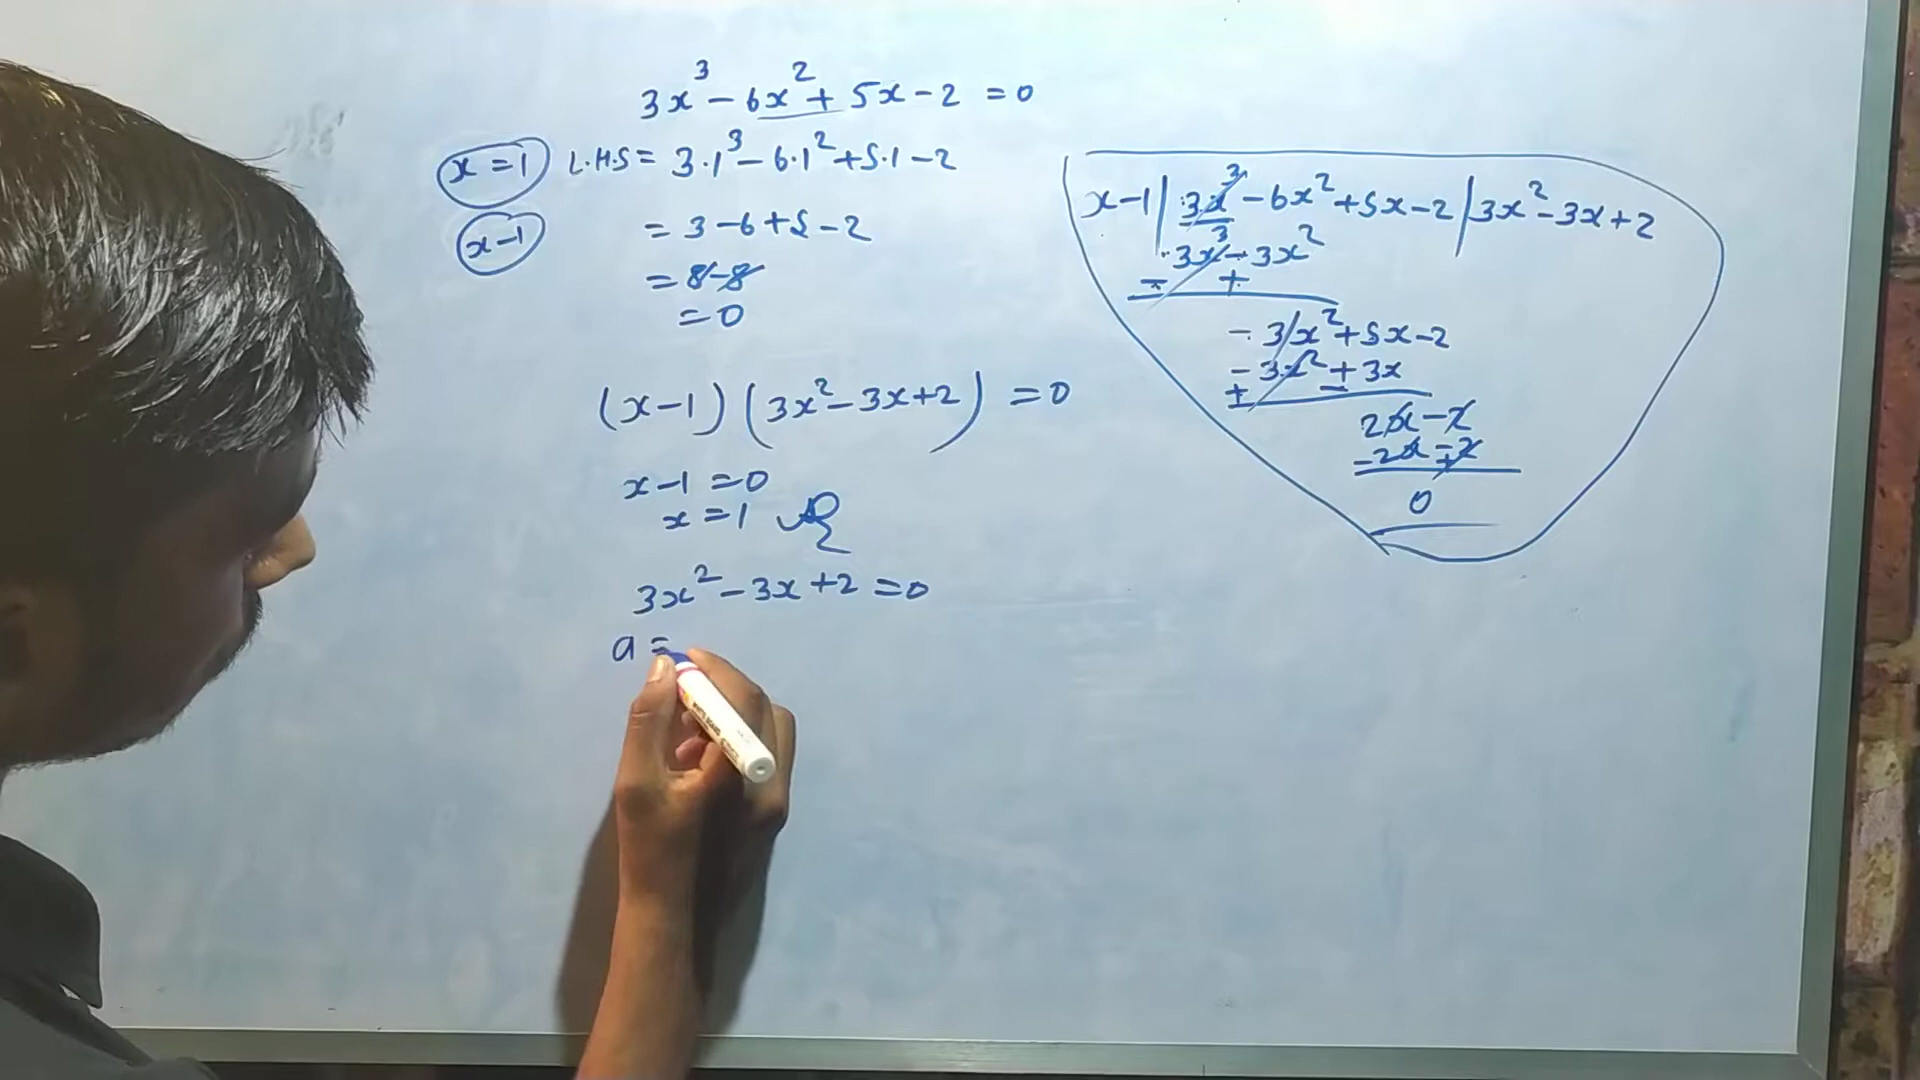 3x³ - 6x² + 5x - 2 = 0
x = 1 L.H.S = 3·1³ - 6·1² + 5·1 - 2
x-1 = 3 - 6 + 5 - 2
= 8 - 8
= 0
(x-1)(3x² - 3x + 2) = 0
x - 1 = 0
x = 1
3x² - 3x + 2 = 0
a =
x-1 | 3x³ - 6x² + 5x - 2 | 3x² - 3x + 2
3x³ - 3x²
- +
- 3x² + 5x - 2
- 3x² + 3x
+ -
2x - 2
2x - 2
- +
0